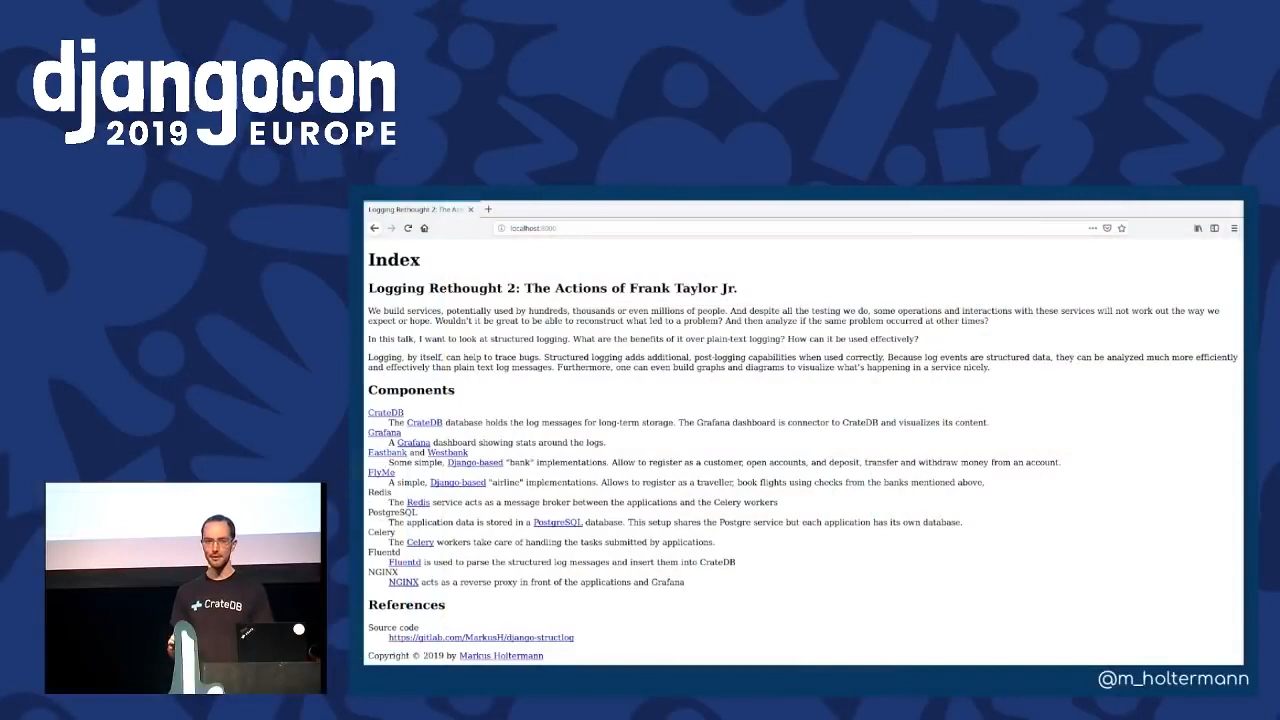 djangocon
2019 EUROPE
Logging Rethought 2: The Act
localhost:8000
Index
Logging Rethought 2: The Actions of Frank Taylor Jr.
We build services, potentially used by hundreds, thousands or even millions of people. And despite all the testing we do, some operations and interactions with these services will not work out the way we
expect or hope. Wouldn't it be great to be able to reconstruct what led to a problem? And then analyze if the same problem occurred at other times?
In this talk, I want to look at structured logging. What are the benefits of it over plain-text logging? How can it be used effectively?
Logging, by itself, can help to trace bugs. Structured logging adds additional, post-logging capabilities when used correctly. Because log events are structured data, they can be analyzed much more efficiently
and effectively than plain text log messages. Furthermore, one can even build graphs and diagrams to visualize what's happening in a service nicely.
Components
CrateDB
The CrateDB database holds the log messages for long-term storage. The Grafana dashboard is connector to CrateDB and visualizes its content.
Grafana
A Grafana dashboard showing stats around the logs.
Eastbank and Westbank
Some simple, Django-based "bank" implementations. Allow to register as a customer, open accounts, and deposit, transfer and withdraw money from an account.
FlyMe
A simple, Django-based "airline" implementations. Allows to register as a traveller, book flights using checks from the banks mentioned above,
Redis
The Redis service acts as a message broker between the applications and the Celery workers
PostgreSQL
The application data is stored in a PostgreSQL database. This setup shares the Postgre service but each application has its own database.
Celery
The Celery workers take care of handling the tasks submitted by applications.
Fluentd
Fluentd is used to parse the structured log messages and insert them into CrateDB
NGINX
NGINX acts as a reverse proxy in front of the applications and Grafana
References
Source code
https://gitlab.com/MarkusH/django-structlog
Copyright © 2019 by Markus Holtermann
CrateDB
@m_holtermann